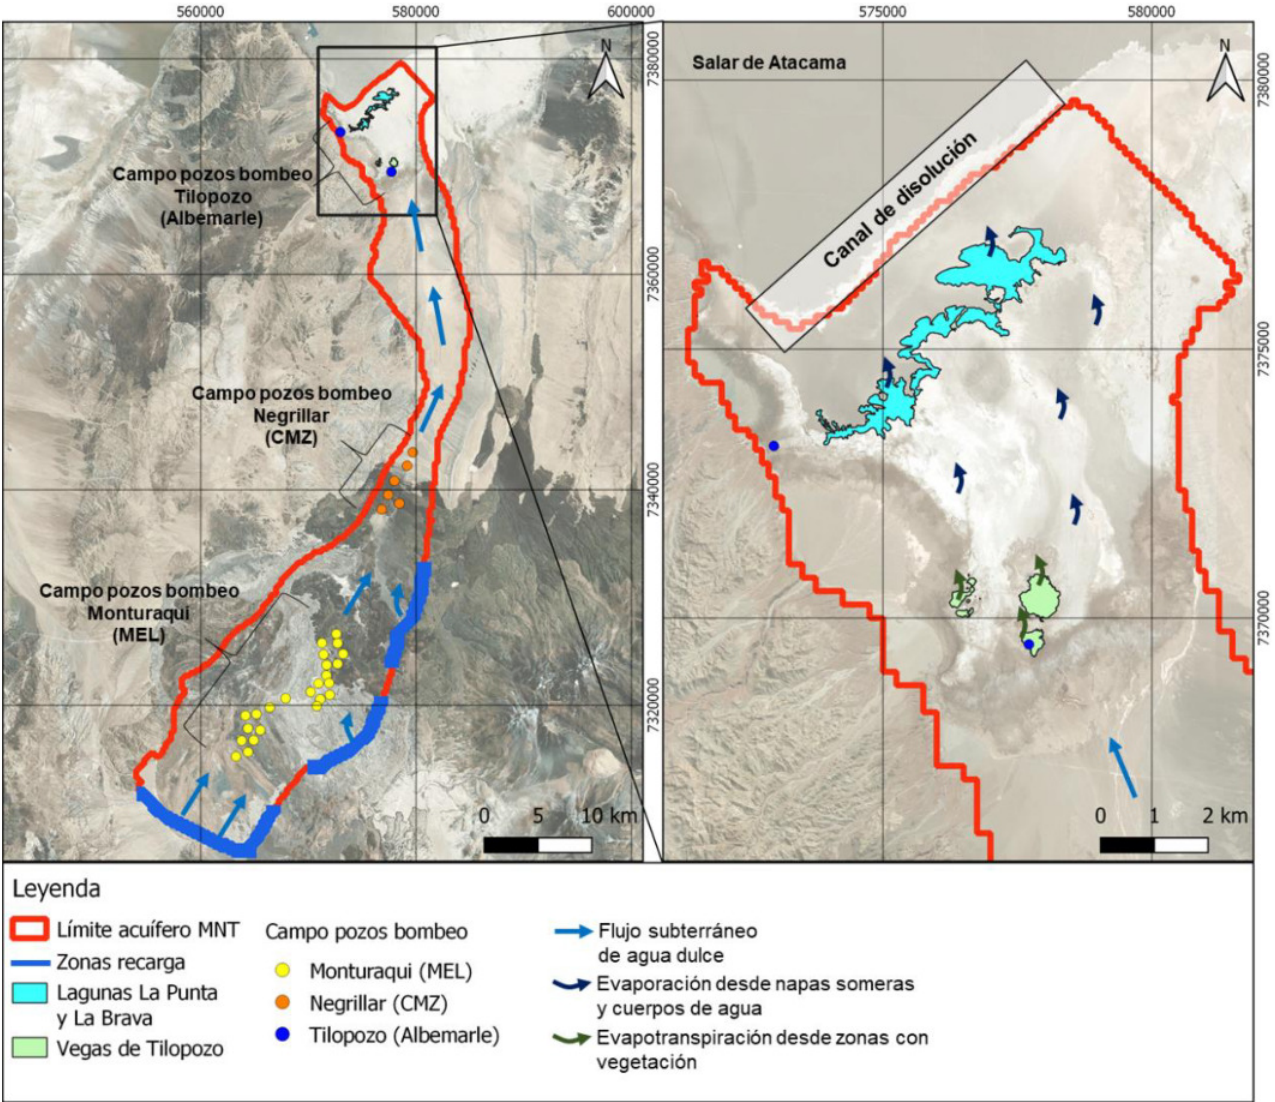 560000
580000
600000
575000
580000
N
7380000
7360000
7340000
7320000
Campo pozos bombeo
Tilopozo
(Albemarle)
Campo pozos bombeo
Negrillar
(CMZ)
Campo pozos bombeo
Monturaqui
(MEL)
0 5 10 km
Salar de Atacama
N
Canal de disolución
7380000
7375000
7370000
0 1 2 km
Leyenda
Límite acuífero MNT
Zonas recarga
Lagunas La Punta
y La Brava
Vegas de Tilopozo
Campo pozos bombeo
Monturaqui (MEL)
Negrillar (CMZ)
Tilopozo (Albemarle)
Flujo subterráneo
de agua dulce
Evaporación desde napas someras
y cuerpos de agua
Evapotranspiración desde zonas con
vegetación